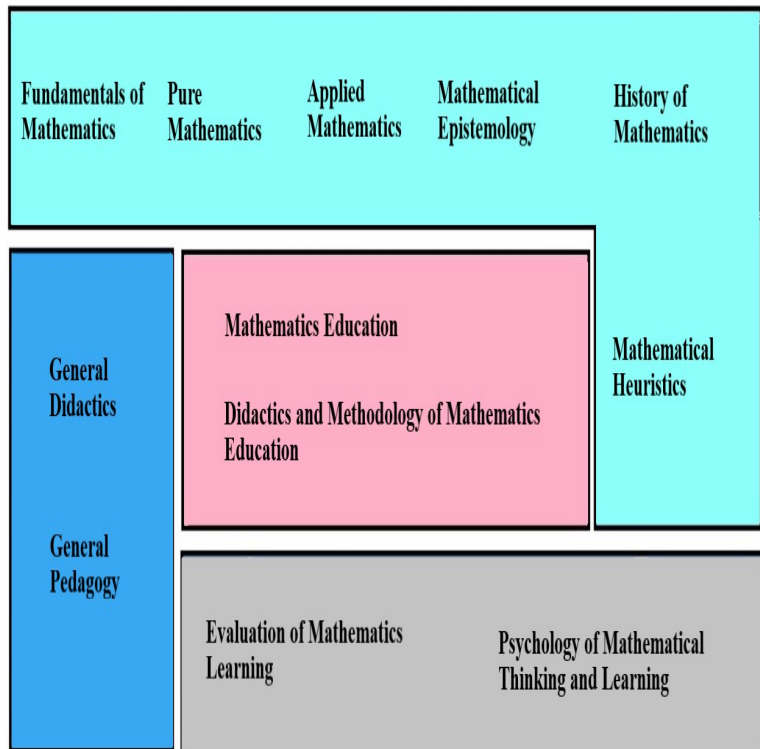 Fundamentals of
Mathematics
Pure
Mathematics
Applied
Mathematics
Mathematical
Epistemology
History of
Mathematics
General
Didactics
General
Pedagogy
Mathematics Education
Didactics and Methodology of Mathematics
Education
Mathematical
Heuristics
Evaluation of Mathematics
Learning
Psychology of Mathematical
Thinking and Learning